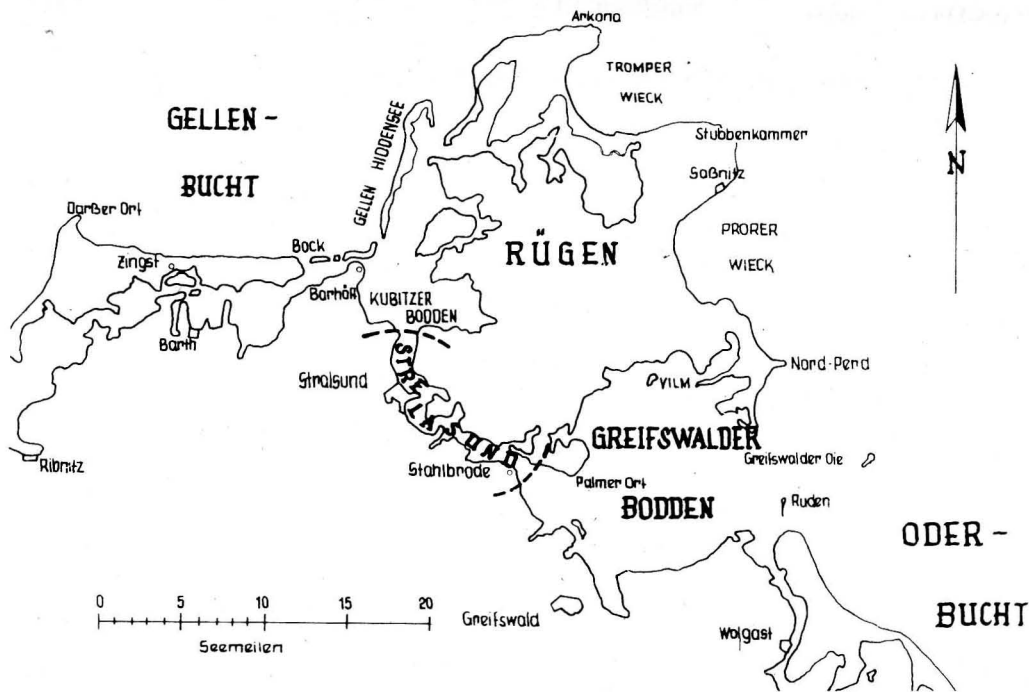 Arkona
TROMPER
WIECK
GELLEN -
BUCHT
GELLEN HIDDENSEE
Stubbenkammer
Saßnitz
N
Darßer Ort
Zingst
Bock
RÜGEN
PRORER
WIECK
Barhöft
KUBITZER
BODDEN
Barth
Stralsund
STRELASUND
Nord-Perd
VILM
GREIFSWALDER
BODDEN
Ribnitz
Stahlbrode
Palmer Ort
Greifswalder Oie
Ruden
ODER -
BUCHT
0 5 10 15 20
Seemeilen
Greifswald
Wolgast